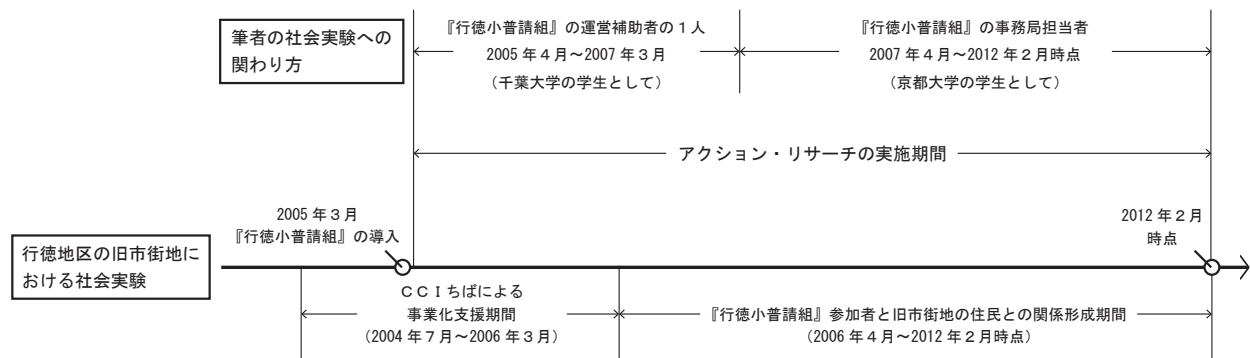 筆者の社会実験への
関わり方
『行徳小普請組』の運営補助者の１人
2005 年４月～2007 年３月
（千葉大学の学生として）
『行徳小普請組』の事務局担当者
2007 年４月～2012 年２月時点
（京都大学の学生として）
アクション・リサーチの実施期間
2005 年３月
『行徳小普請組』の導入
2012 年２月
時点
行徳地区の旧市街地に
おける社会実験
ＣＣＩちばによる
事業化支援期間
（2004 年７月～2006 年３月）
『行徳小普請組』参加者と旧市街地の住民との関係形成期間
（2006 年４月～2012 年２月時点）